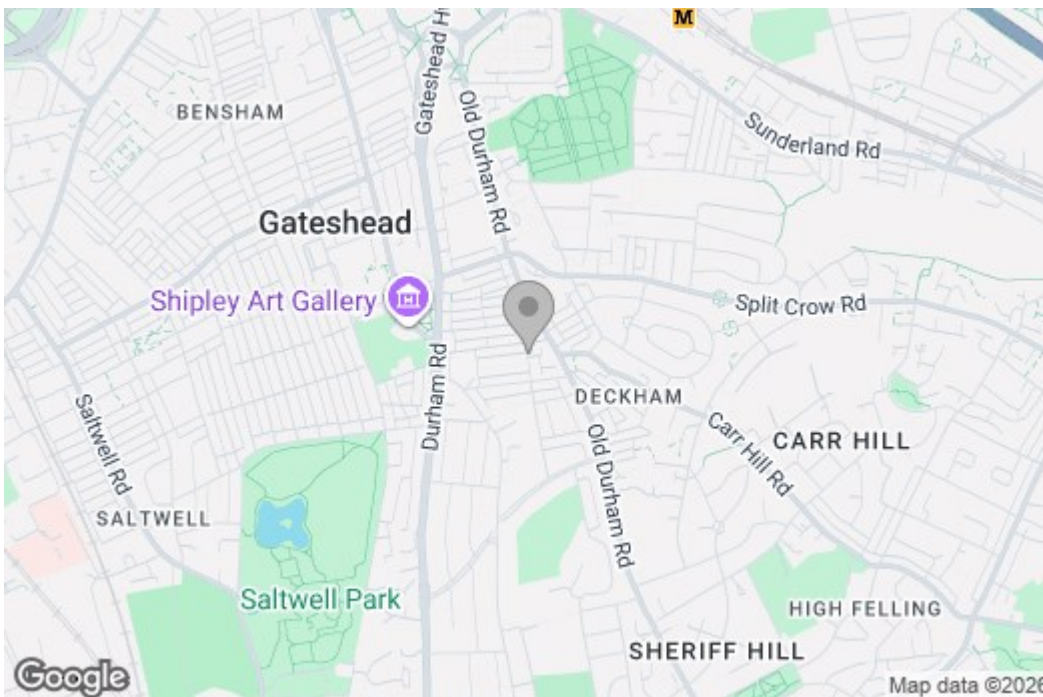 M
Gateshead H
BENSHAM
Old Durham Rd
Sunderland Rd
Gateshead
Shipley Art Gallery
Split Crow Rd
Durham Rd
DECKHAM
Saltwell Rd
Old Durham Rd
Carr Hill Rd
CARR HILL
SALTWELL
Saltwell Park
HIGH FELLING
SHERIFF HILL
Google
Map data ©2026